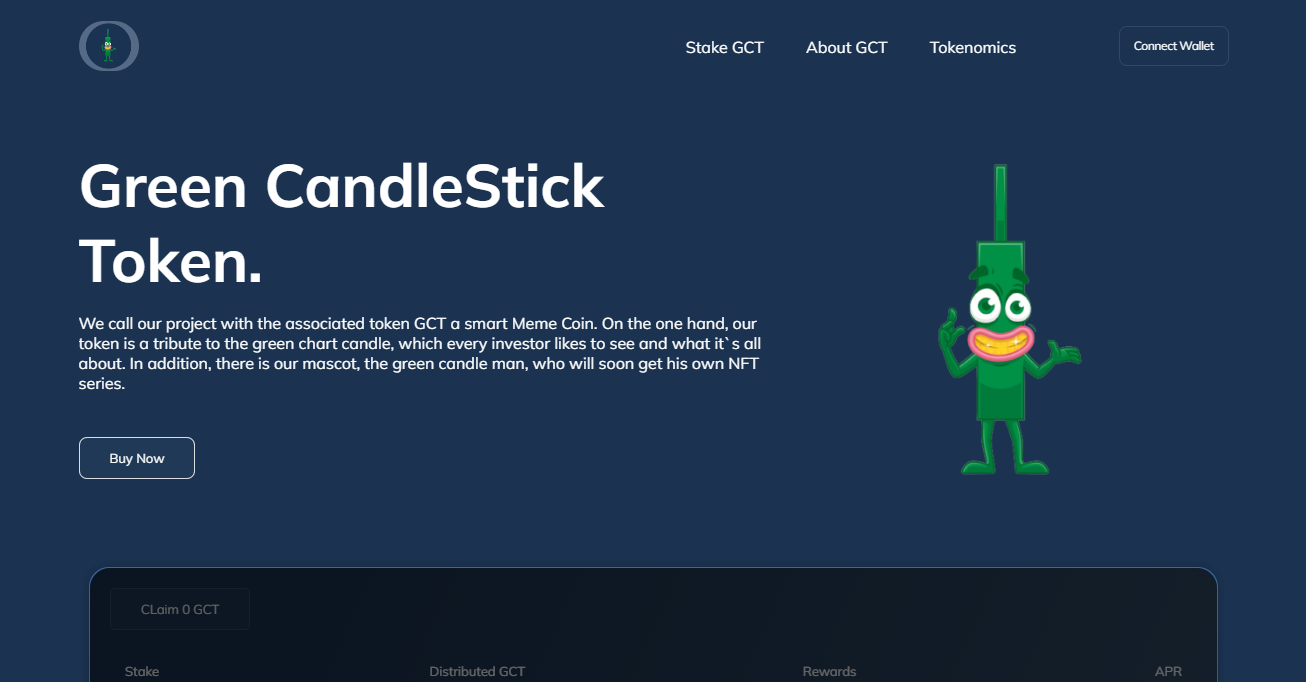 Stake GCT About GCT Tokenomics Connect Wallet
Green CandleStick
Token.
We call our project with the associated token GCT a smart Meme Coin. On the one hand, our
token is a tribute to the green chart candle, which every investor likes to see and what it`s all
about. In addition, there is our mascot, the green candle man, who will soon get his own NFT
series.
Buy Now
CLaim 0 GCT
Stake Distributed GCT Rewards APR